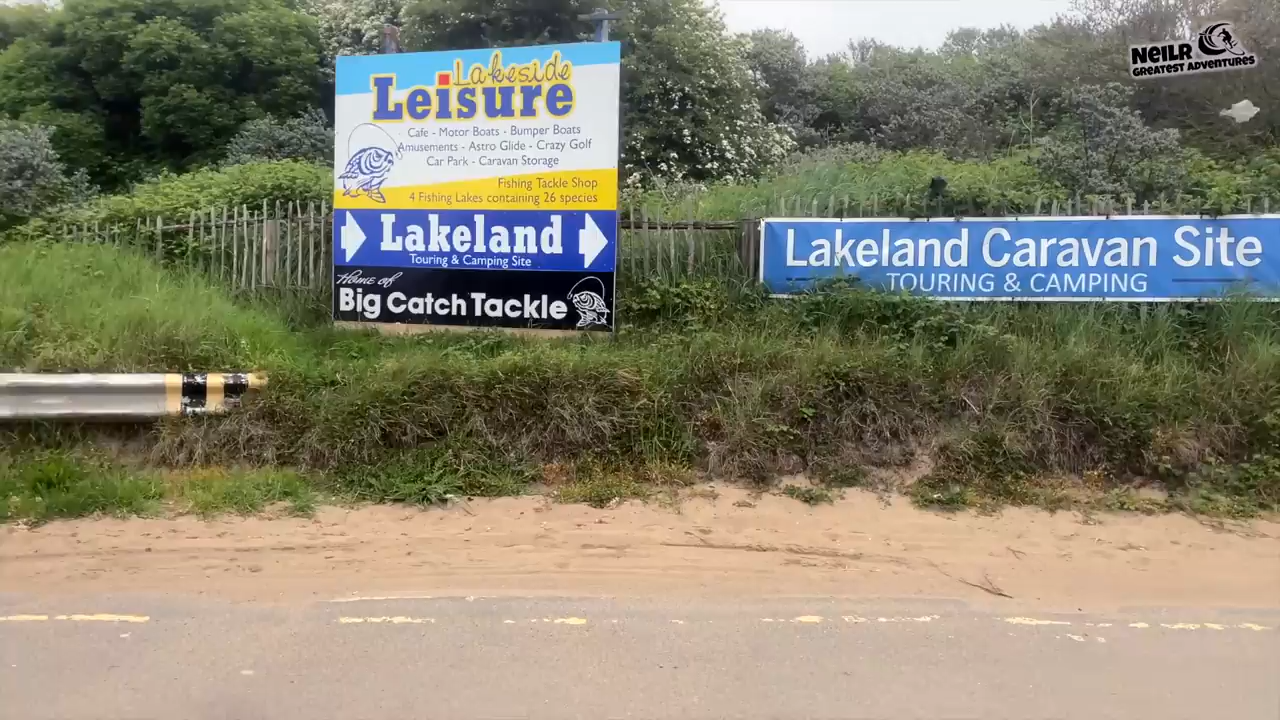 Lakeside
Leisure
Cafe - Motor Boats - Bumper Boats
Amusements - Astro Glide - Crazy Golf
Car Park - Caravan Storage
Fishing Tackle Shop
4 Fishing Lakes containing 26 species
Lakeland
Touring & Camping Site
Home of
Big Catch Tackle
Lakeland Caravan Site
TOURING & CAMPING
NEILR
GREATEST ADVENTURES